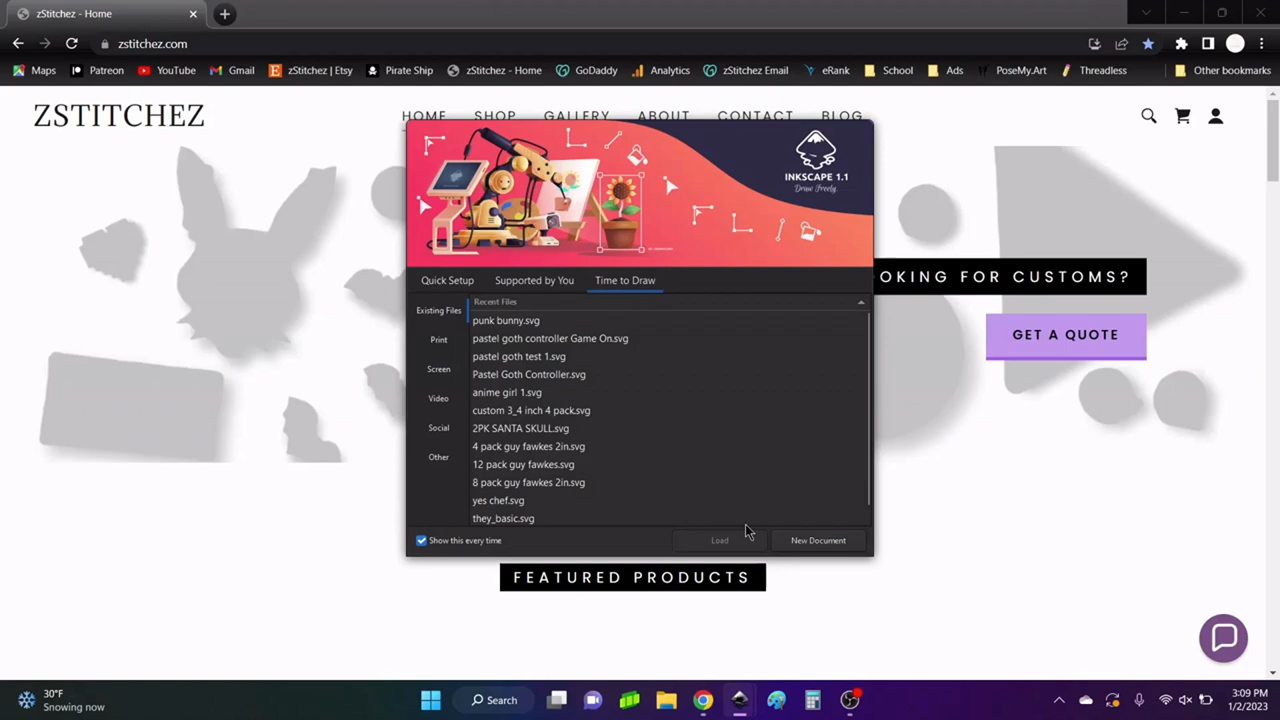 zStitchez - Home
zstitchez.com
Maps Patreon YouTube Gmail zStitchez | Etsy Pirate Ship zStitchez - Home GoDaddy Analytics zStitchez Email eRank School Ads PoseMy.Art Threadless Other bookmarks
ZSTITCHEZ
HOME SHOP GALLERY ABOUT CONTACT BLOG
INKSCAPE 1.1
Draw Freely.
OKING FOR CUSTOMS?
GET A QUOTE
Quick Setup Supported by You Time to Draw
Existing Files
Print
Screen
Video
Social
Other
Recent Files
punk bunny.svg
pastel goth controller Game On.svg
pastel goth test 1.svg
Pastel Goth Controller.svg
anime girl 1.svg
custom 3_4 inch 4 pack.svg
2PK SANTA SKULL.svg
4 pack guy fawkes 2in.svg
12 pack guy fawkes.svg
8 pack guy fawkes 2in.svg
yes chef.svg
they_basic.svg
Show this every time Load New Document
FEATURED PRODUCTS
30°F
Snowing now
Search
3:09 PM
1/2/2023